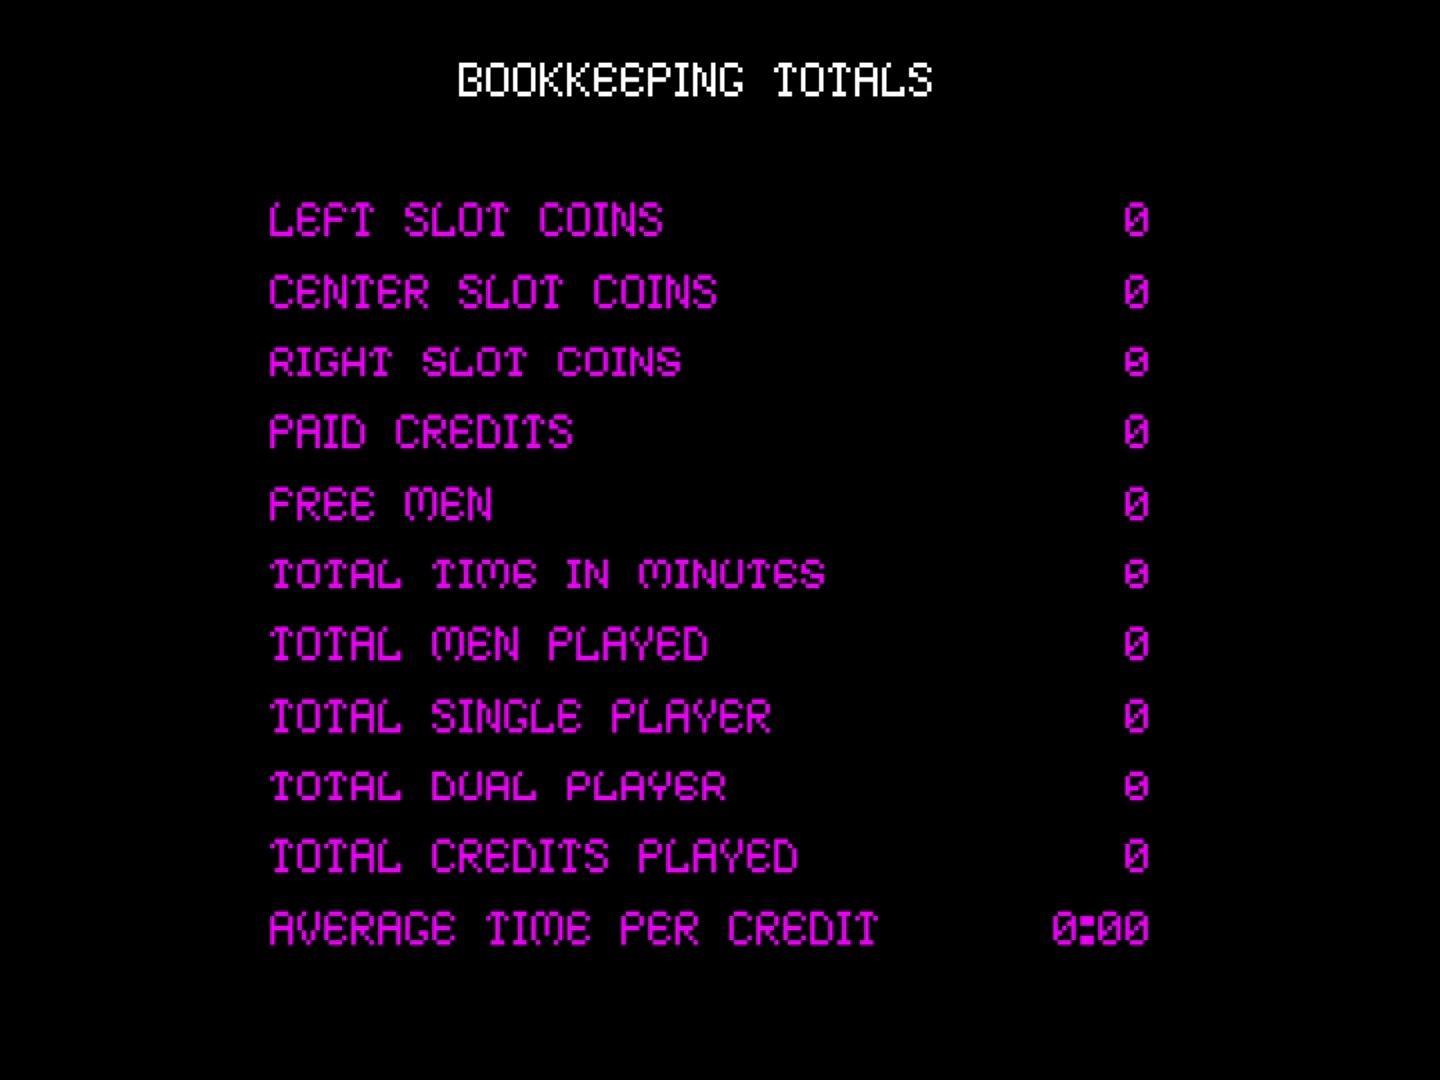 BOOKKEEPING TOTALS
LEFT SLOT COINS 0
CENTER SLOT COINS 0
RIGHT SLOT COINS 0
PAID CREDITS 0
FREE MEN 0
TOTAL TIME IN MINUTES 0
TOTAL MEN PLAYED 0
TOTAL SINGLE PLAYER 0
TOTAL DUAL PLAYER 0
TOTAL CREDITS PLAYED 0
AVERAGE TIME PER CREDIT 0:00